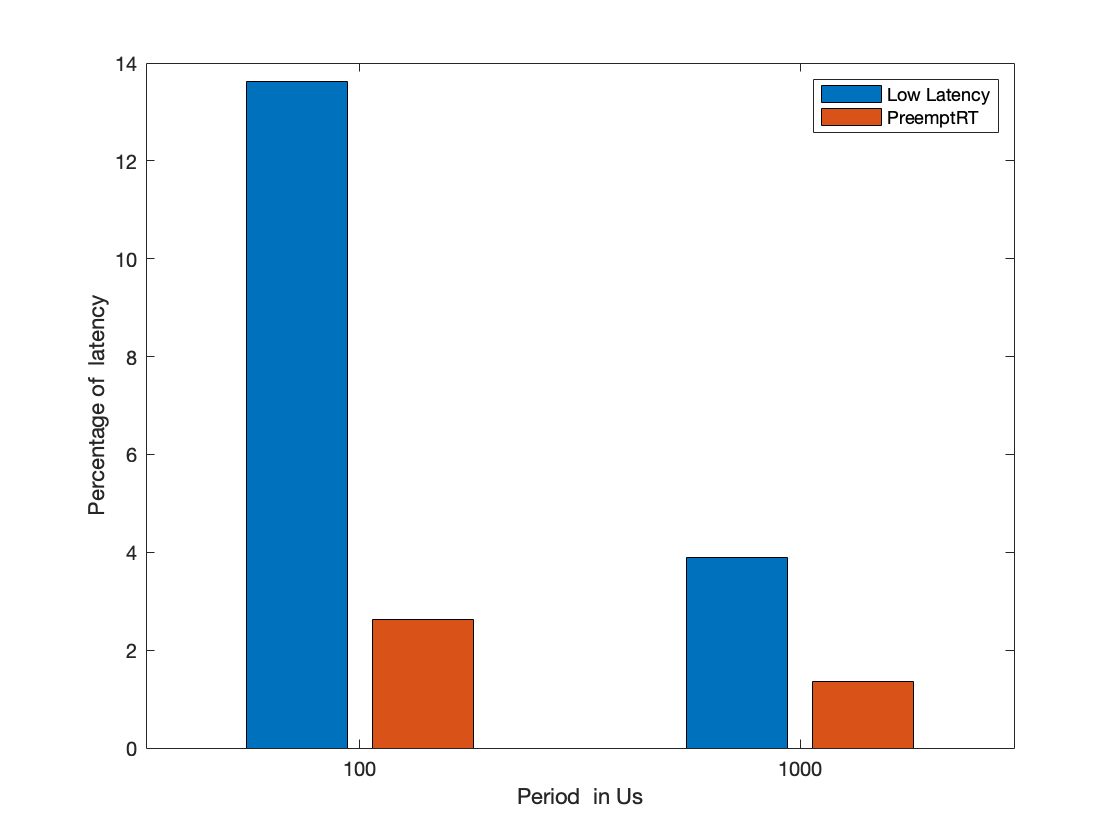 14
12
10
8
6
4
2
0
Percentage of  latency
Low Latency
PreemptRT
100
1000
Period  in Us